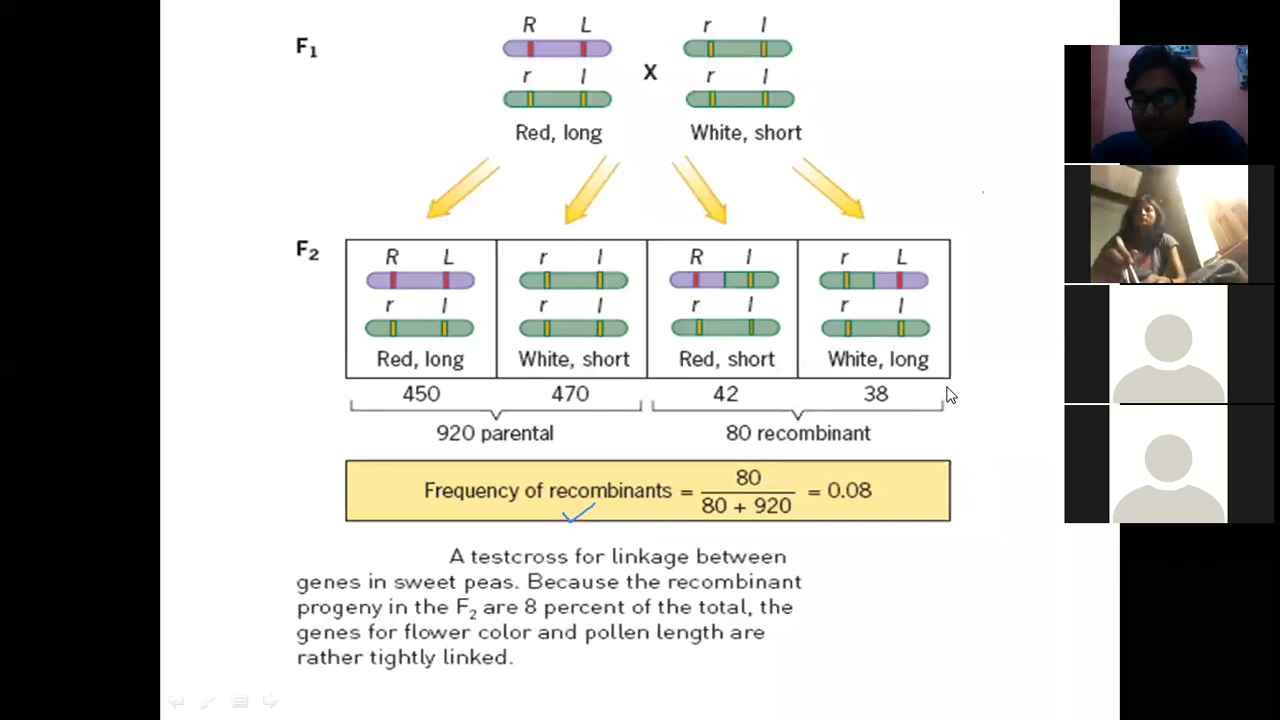 R L r l
F1
r l X r l
Red, long White, short
F2
R L r l R l r L
r l r l r l r l
Red, long White, short Red, short White, long
450 470 42 38
920 parental 80 recombinant
Frequency of recombinants = 80 / 80 + 920 = 0.08
A testcross for linkage between
genes in sweet peas. Because the recombinant
progeny in the F2 are 8 percent of the total, the
genes for flower color and pollen length are
rather tightly linked.